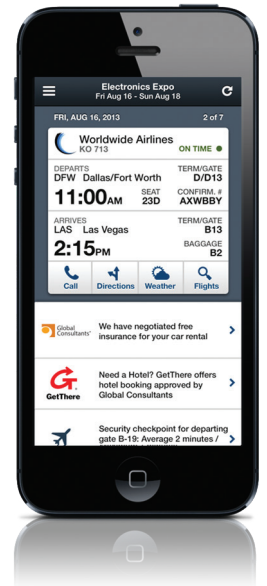 Electronics Expo
Fri Aug 16 - Sun Aug 18
FRI, AUG 16, 2013
2 of 7
Worldwide Airlines
KO 713
ON TIME
DEPARTS
TERM/GATE
DFW Dallas/Fort Worth
D/D13
11:00AM
SEAT
23D
CONFIRM. #
AXWBBY
ARRIVES
TERM/GATE
LAS Las Vegas
B13
2:15PM
BAGGAGE
B2
Call
Directions
Weather
Flights
Global
Consultants
We have negotiated free
insurance for your car rental
GetThere
Need a Hotel? GetThere offers
hotel booking approved by
Global Consultants
Security checkpoint for departing
gate B-19: Average 2 minutes /